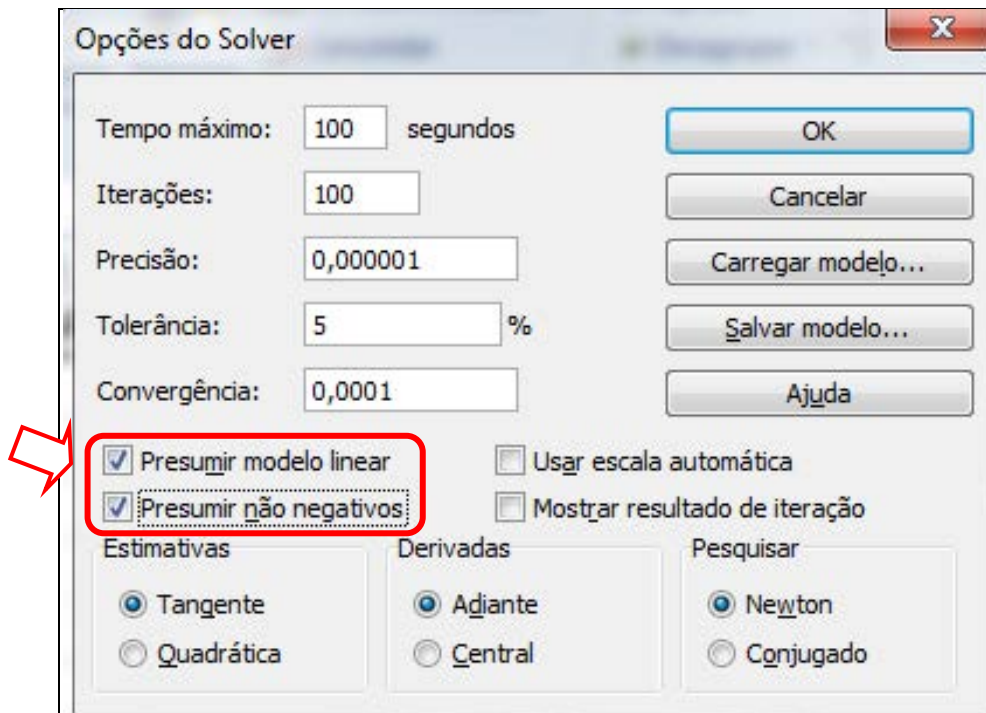 Opções do Solver
Tempo máximo: 100 segundos
OK
Iterações: 100
Cancelar
Precisão: 0,000001
Carregar modelo...
Tolerância: 5 %
Salvar modelo...
Convergência: 0,0001
Ajuda
Presumir modelo linear
Usar escala automática
Presumir não negativos
Mostrar resultado de iteração
Estimativas
Derivadas
Pesquisar
Tangente
Adiante
Newton
Quadrática
Central
Conjugado